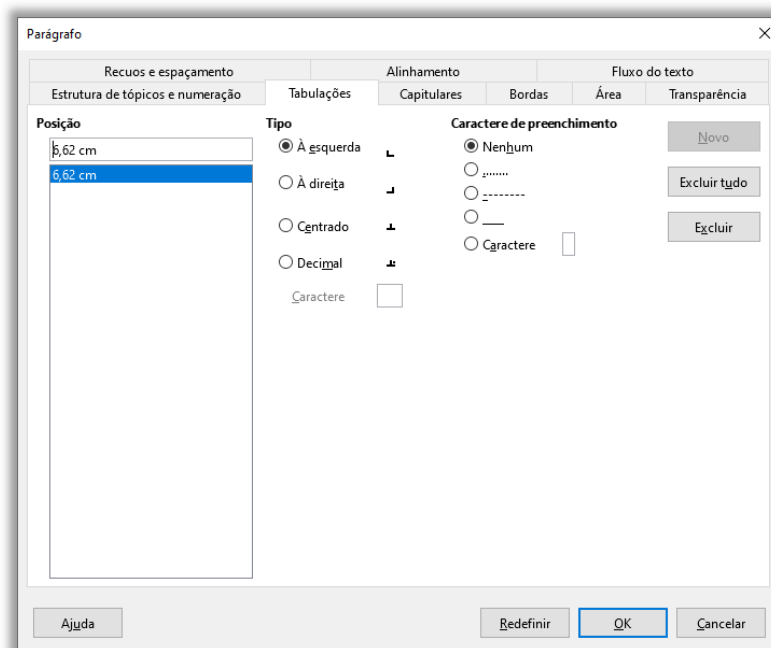 Parágrafo
Recuos e espaçamento Alinhamento Fluxo do texto
Estrutura de tópicos e numeração Tabulações Capitulares Bordas Área Transparência
Posição Tipo Caractere de preenchimento
6,62 cm À esquerda Nenhum Novo
6,62 cm À direita ....... Excluir tudo
--------
Centrado ___ Excluir
Caractere
Decimal
Caractere
Ajuda Redefinir OK Cancelar